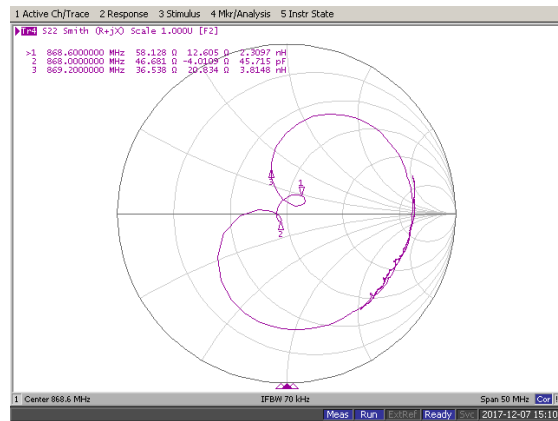 1 Active Ch/Trace 2 Response 3 Stimulus 4 Mkr/Analysis 5 Instr State
Tr4 S22 Smith (R+jX) Scale 1.000U [F2]
>1 868.6000000 MHz 58.128 Ω 12.605 Ω 2.3097 nH
2 868.0000000 MHz 46.681 Ω -4.0109 Ω 45.715 pF
3 869.2000000 MHz 36.538 Ω 20.834 Ω 3.8148 nH
1
3
2
1 Center 868.6 MHz IFBW 70 kHz Span 50 MHz Cor !
Meas Run ExtRef Ready Svc 2017-12-07 15:10